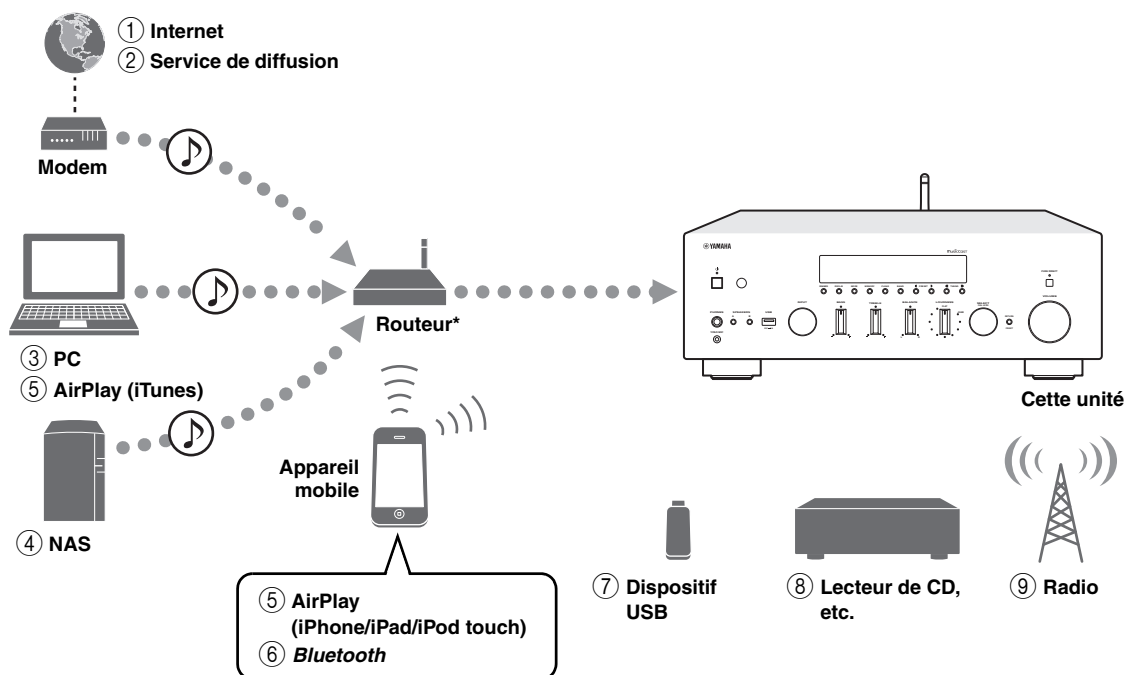 ① Internet
② Service de diffusion
Modem
YAMAHA
Routeur*
③ PC
⑤ AirPlay (iTunes)
Cette unité
Appareil
mobile
④ NAS
⑤ AirPlay
(iPhone/iPad/iPod touch)
⑥ Bluetooth
⑦ Dispositif
USB
⑧ Lecteur de CD,
etc.
⑨ Radio